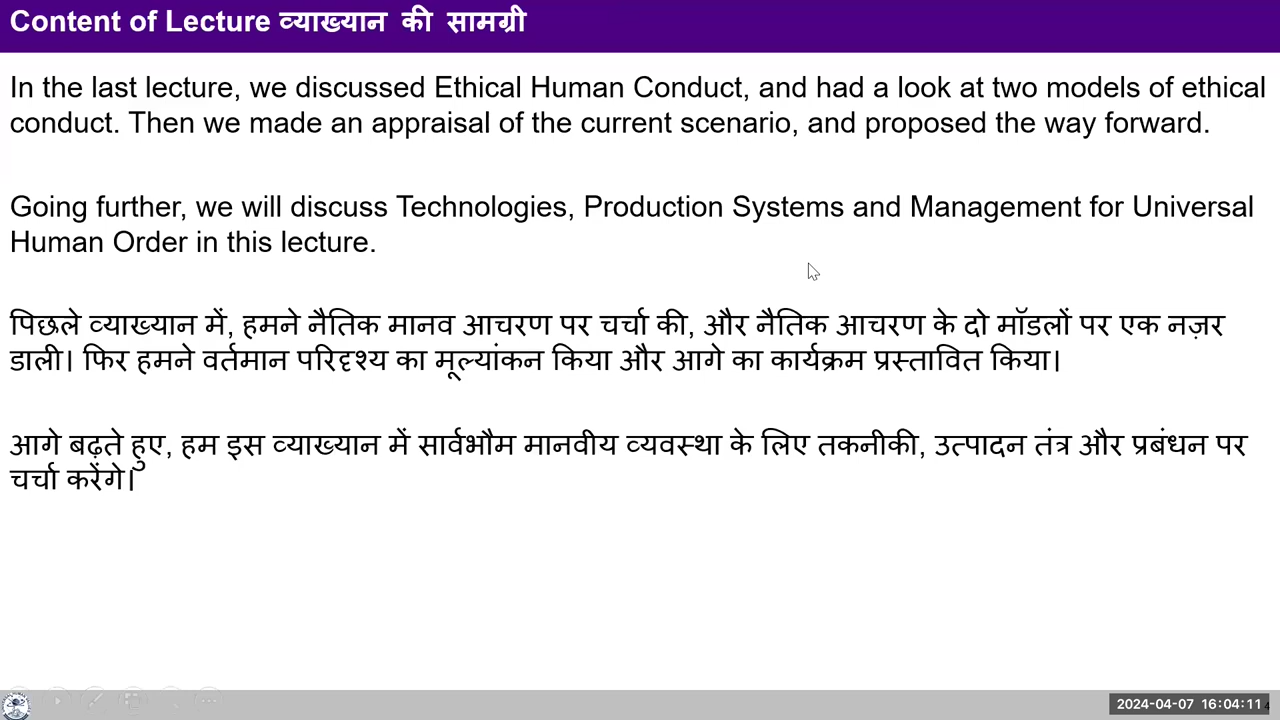 Content of Lecture व्याख्यान की सामग्री
In the last lecture, we discussed Ethical Human Conduct, and had a look at two models of ethical
conduct. Then we made an appraisal of the current scenario, and proposed the way forward.
Going further, we will discuss Technologies, Production Systems and Management for Universal
Human Order in this lecture.
पिछले व्याख्यान में, हमने नैतिक मानव आचरण पर चर्चा की, और नैतिक आचरण के दो मॉडलों पर एक नज़र
डाली। फिर हमने वर्तमान परिदृश्य का मूल्यांकन किया और आगे का कार्यक्रम प्रस्तावित किया।
आगे बढ़ते हुए, हम इस व्याख्यान में सार्वभौम मानवीय व्यवस्था के लिए तकनीकी, उत्पादन तंत्र और प्रबंधन पर
चर्चा करेंगे।
2024-04-07 16:04:11
4